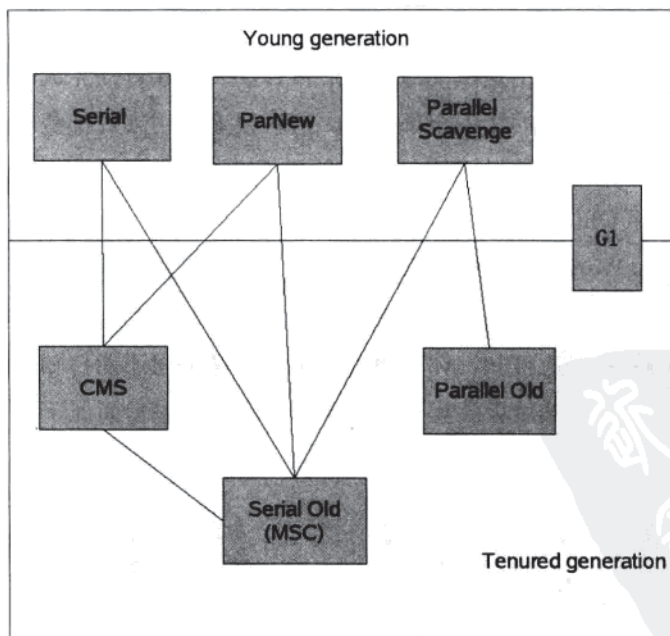 Young generation
Serial
ParNew
Parallel
Scavenge
G1
CMS
Parallel Old
Serial Old
(MSC)
Tenured generation